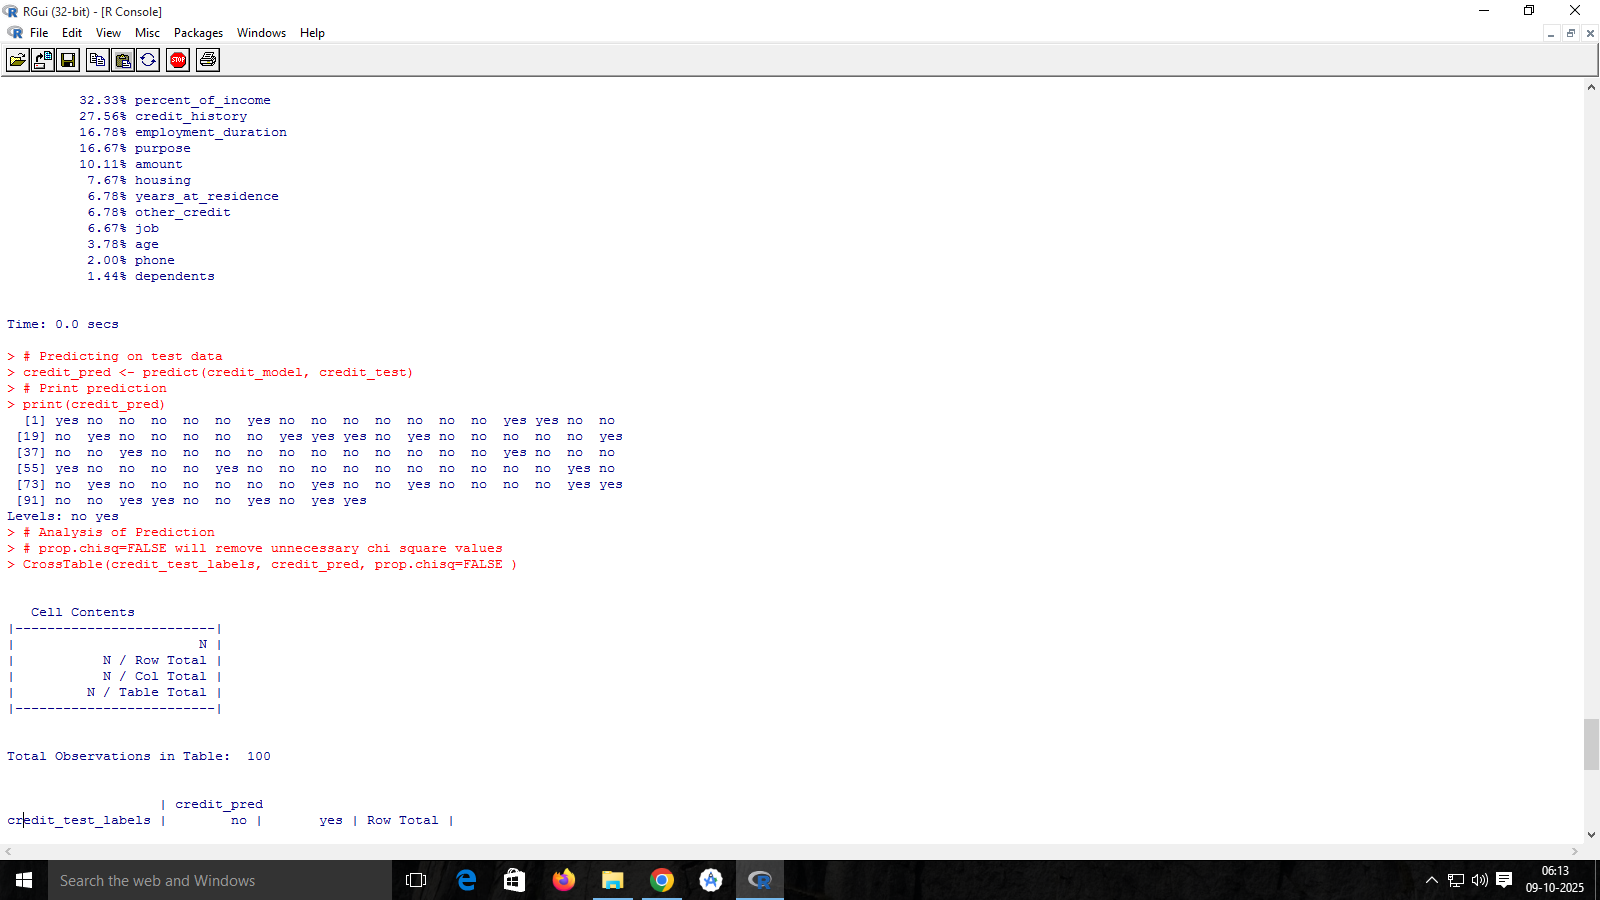 RGui (32-bit) - [R Console]
File Edit View Misc Packages Windows Help
STOP
32.33% percent_of_income
27.56% credit_history
16.78% employment_duration
16.67% purpose
10.11% amount
7.67% housing
6.78% years_at_residence
6.78% other_credit
6.67% job
3.78% age
2.00% phone
1.44% dependents
Time: 0.0 secs
> # Predicting on test data
> credit_pred <- predict(credit_model, credit_test)
> # Print prediction
> print(credit_pred)
[1] yes no no no no no yes no no no no no no no yes yes no no
[19] no yes no no no no no yes yes yes no yes no no no no no yes
[37] no no yes no no no no no no no no no no no yes no no no
[55] yes no no no no yes no no no no no no no no no no yes no
[73] no yes no no no no no no yes no no yes no no no no yes yes
[91] no no yes yes no no yes no yes yes
Levels: no yes
> # Analysis of Prediction
> # prop.chisq=FALSE will remove unnecessary chi square values
> CrossTable(credit_test_labels, credit_pred, prop.chisq=FALSE )
Cell Contents
|-------------------------|
| N |
| N / Row Total |
| N / Col Total |
| N / Table Total |
|-------------------------|
Total Observations in Table: 100
| credit_pred
credit_test_labels | no | yes | Row Total |
Search the web and Windows
06:13
09-10-2025